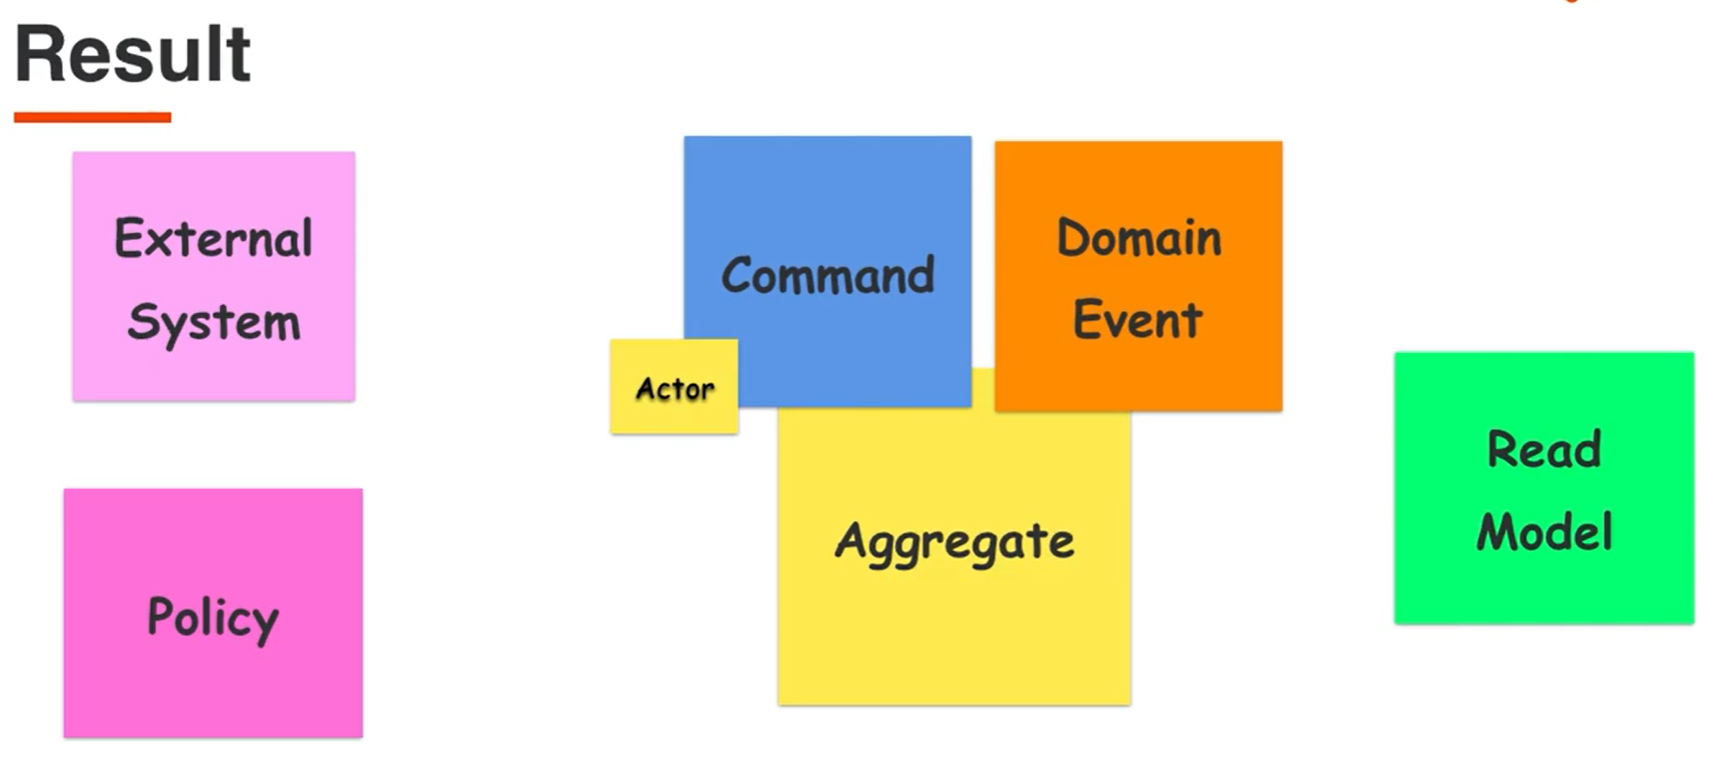 Result
External
System
Command
Domain
Event
Actor
Read
Model
Aggregate
Policy